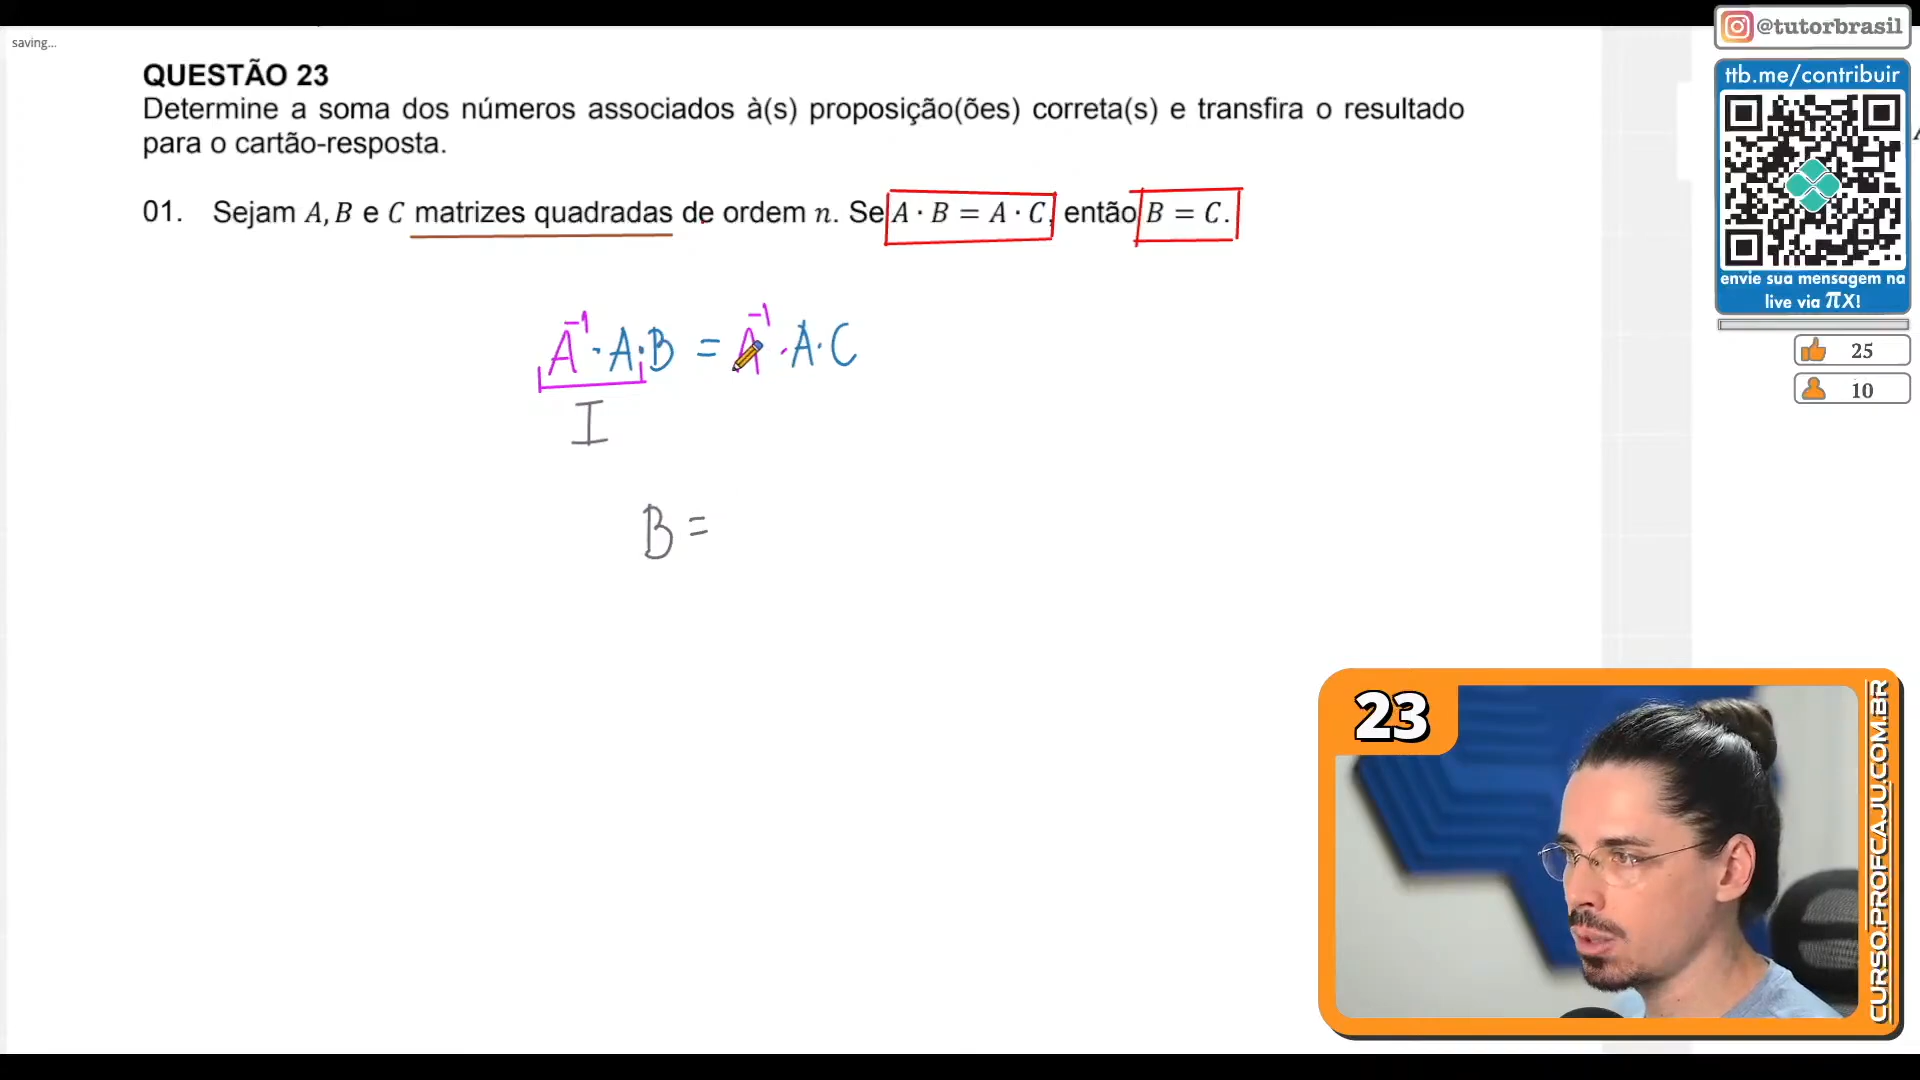 saving...
@tutorbrasil
ttb.me/contribuir
envie sua mensagem na
live via πX!
25
10
QUESTÃO 23
Determine a soma dos números associados à(s) proposição(ões) correta(s) e transfira o resultado
para o cartão-resposta.
01. Sejam A, B e C matrizes quadradas de ordem n. Se A · B = A · C, então B = C.
A⁻¹ · A · B = A⁻¹ · A · C
I
B =
23
CURSO.PROFCAJU.COM.BR